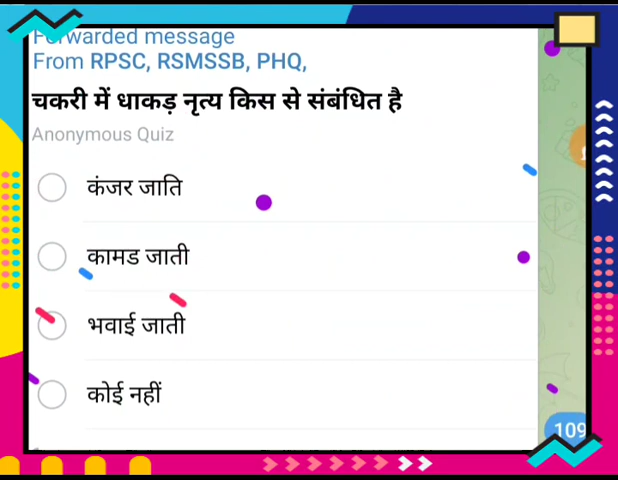 Forwarded message
From RPSC, RSMSSB, PHQ,
चकरी में धाकड़ नृत्य किस से संबंधित है
Anonymous Quiz
कंजर जाति
कामड जाती
भवाई जाती
कोई नहीं
109